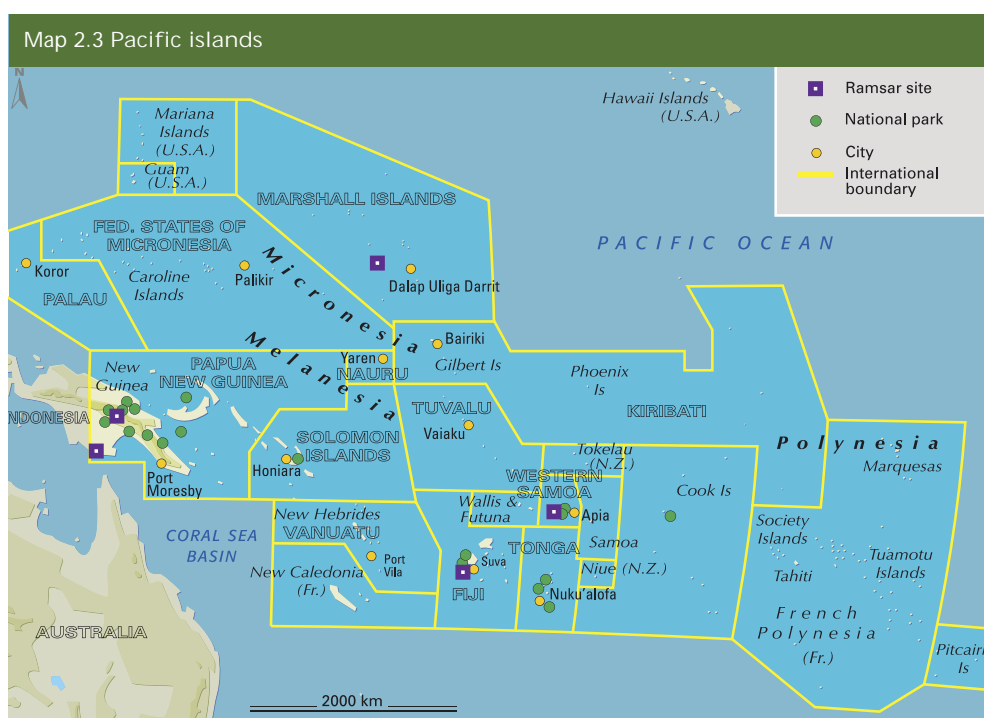 Map 2.3 Pacific islands
N
Ramsar site
National park
City
International
boundary
Hawaii Islands
(U.S.A.)
Mariana
Islands
(U.S.A.)
Guam
(U.S.A.)
MARSHALL ISLANDS
FED. STATES OF
MICRONESIA
PACIFIC OCEAN
Koror
Palikir
Caroline
Islands
Dalap Uliga Darrit
PALAU
Micronesia
Melanesia
Bairiki
Gilbert Is
Yaren
NAURU
New
Guinea
PAPUA
NEW GUINEA
Phoenix
Is
KIRIBATI
NDONESIA
TUVALU
Vaiaku
SOLOMON
ISLANDS
Honiara
Port
Moresby
Tokelau
(N.Z.)
Polynesia
Marquesas
WESTERN
SAMOA
Wallis &
Futuna
Apia
Cook Is
New Hebrides
VANUATU
CORAL SEA
BASIN
Port
Vila
New Caledonia
(Fr.)
Suva
FIJI
TONGA
Samoa
Niue (N.Z.)
Nuku'alofa
Society
Islands
Tahiti
Tuamotu
Islands
French
Polynesia
(Fr.)
Pitcairn
Is
AUSTRALIA
2000 km